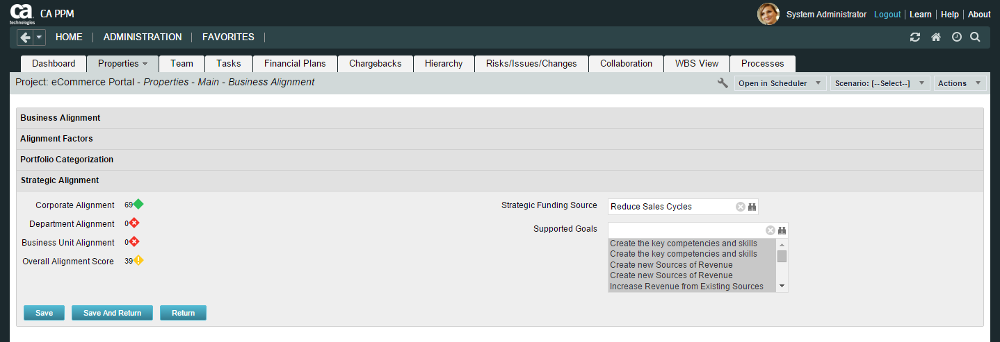 ca technologies CA PPM System Administrator Logout Learn Help About
HOME ADMINISTRATION FAVORITES
Dashboard Properties Team Tasks Financial Plans Chargebacks Hierarchy Risks/Issues/Changes Collaboration WBS View Processes
Project: eCommerce Portal - Properties - Main - Business Alignment Open in Scheduler Scenario: [--Select--] Actions
Business Alignment
Alignment Factors
Portfolio Categorization
Strategic Alignment
Corporate Alignment 69 Strategic Funding Source Reduce Sales Cycles
Department Alignment 0 Supported Goals
Business Unit Alignment 0 Create the key competencies and skills
Create the key competencies and skills
Overall Alignment Score 39 Create new Sources of Revenue
Create new Sources of Revenue
Increase Revenue from Existing Sources
Save Save And Return Return